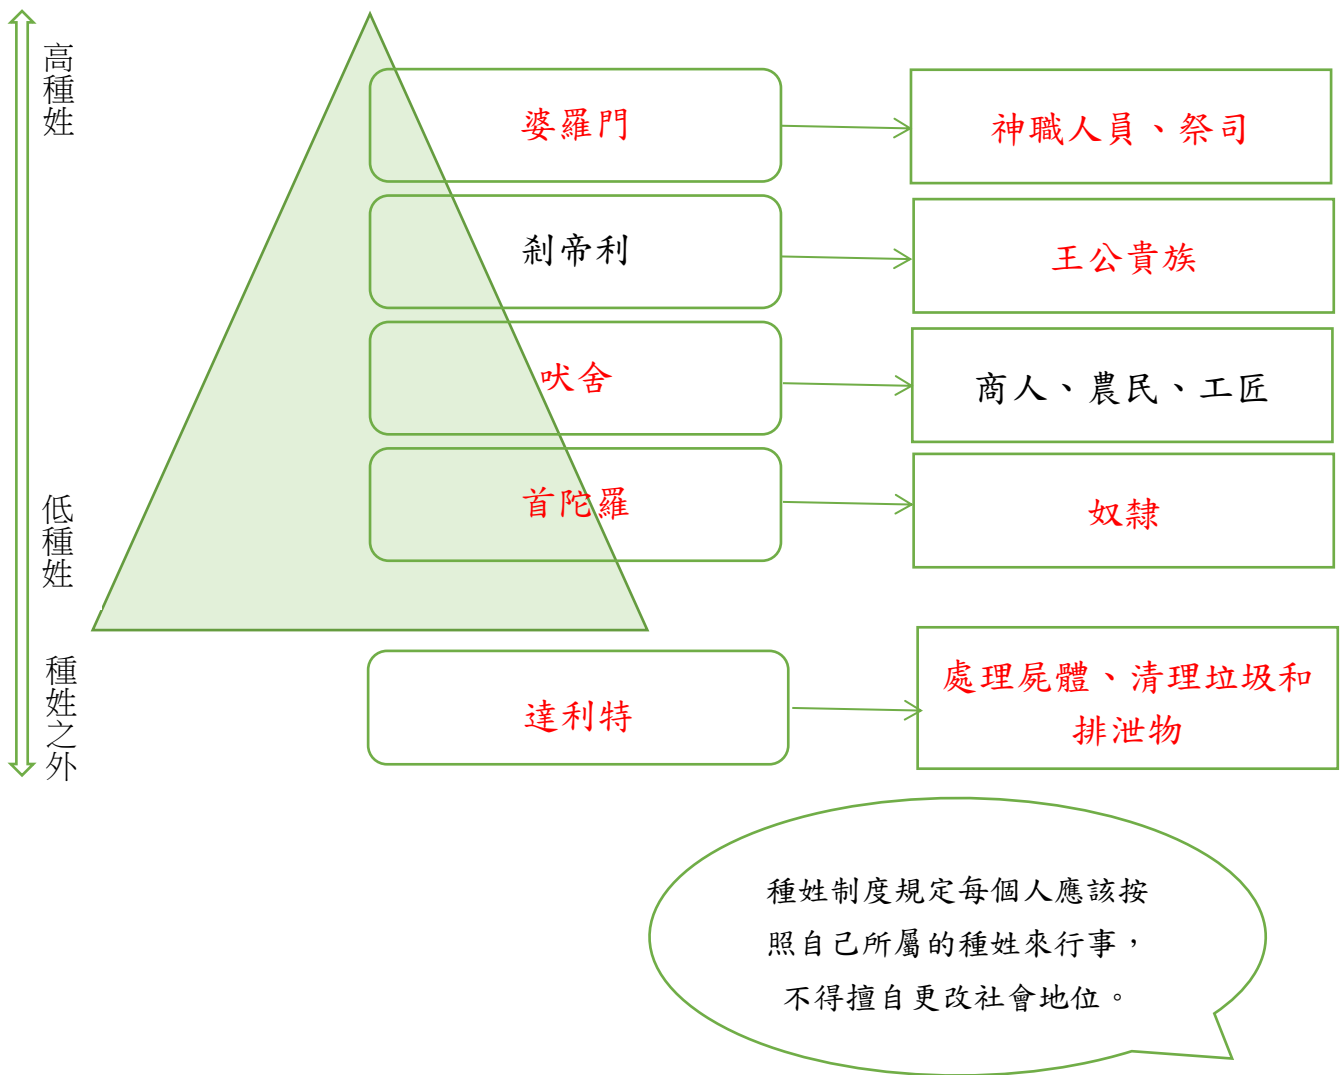 高種姓
婆羅門
神職人員、祭司
剎帝利
王公貴族
吠舍
商人、農民、工匠
低種姓
首陀羅
奴隸
種姓之外
達利特
處理屍體、清理垃圾和
排泄物
種姓制度規定每個人應該按
照自己所屬的種姓來行事，
不得擅自更改社會地位。